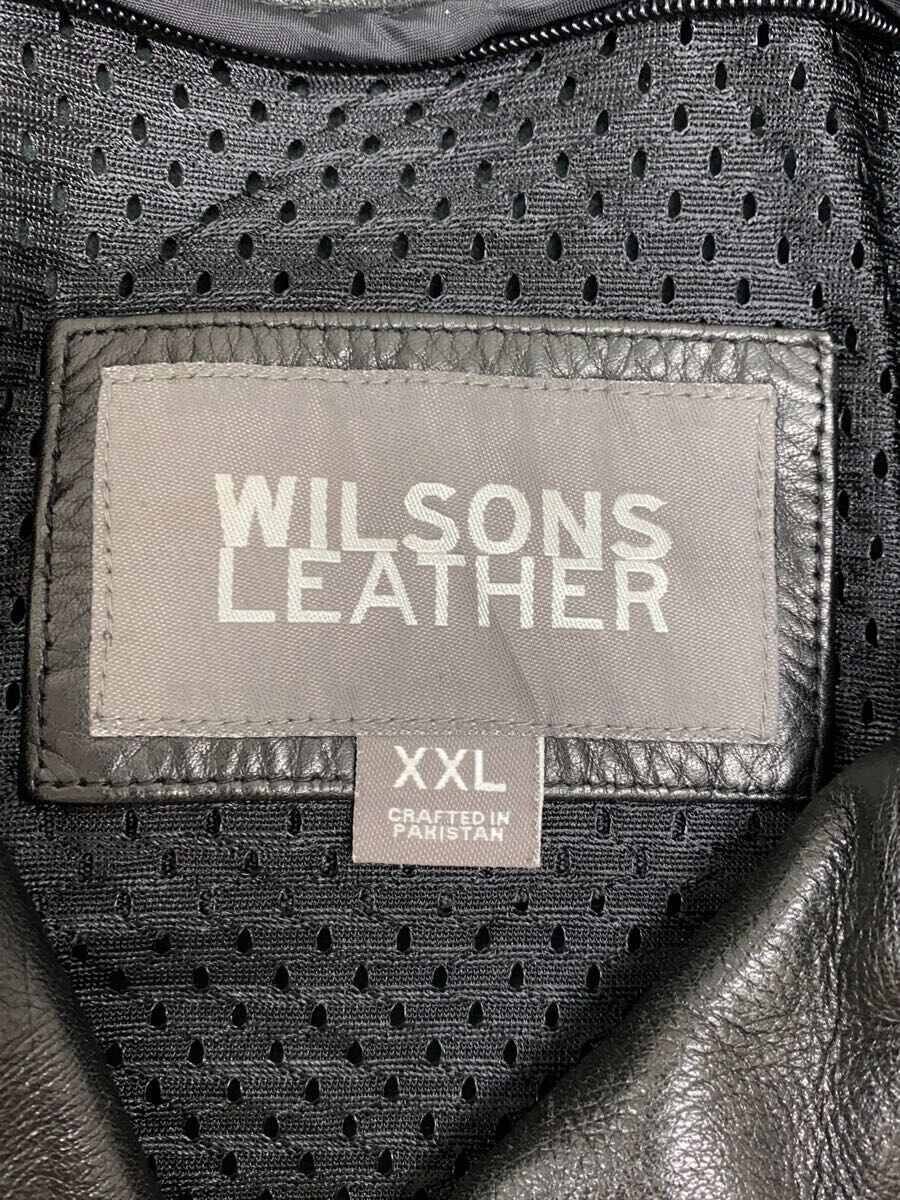 WILSONS
LEATHER
XXL
CRAFTED IN
PAKISTAN